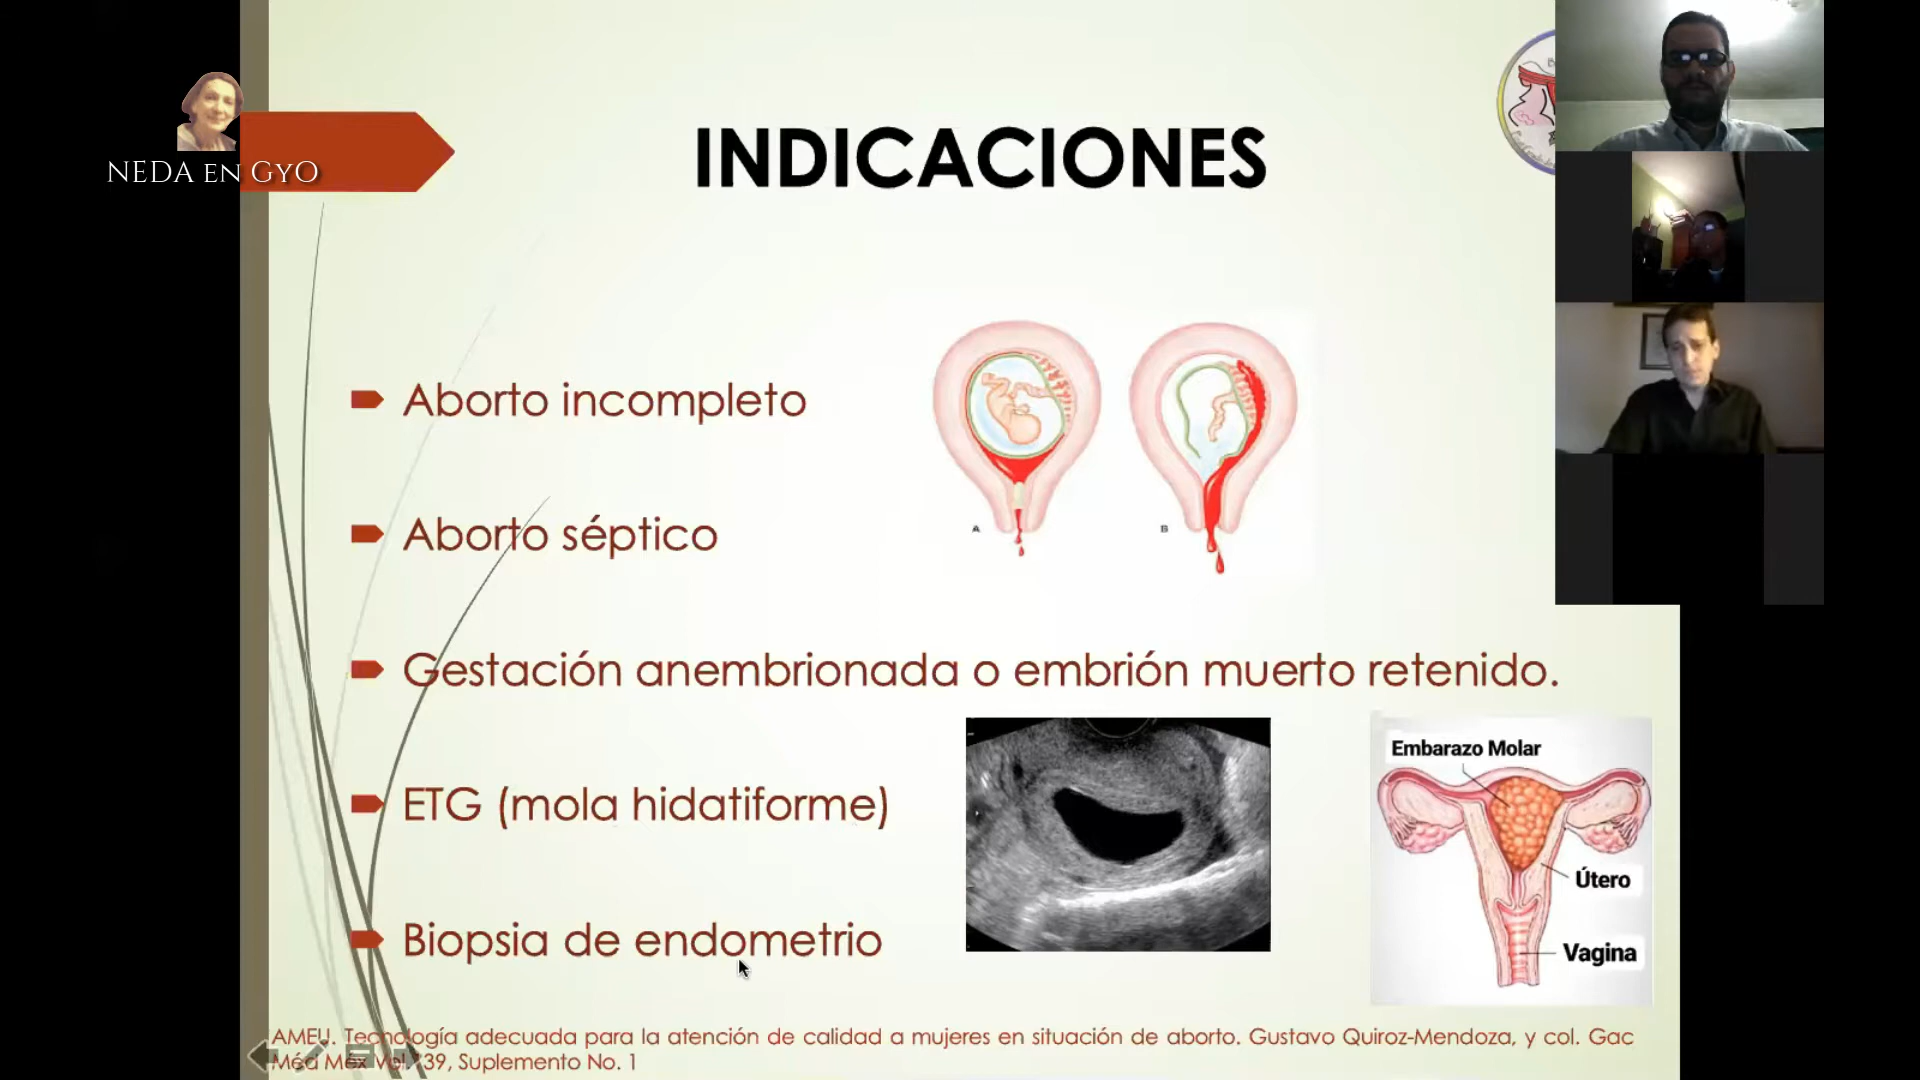 NEDA EN GYO
INDICACIONES
Aborto incompleto
A
B
Aborto séptico
Gestación anembrionada o embrión muerto retenido.
Embarazo Molar
ETG (mola hidatiforme)
Útero
Biopsia de endometrio
Vagina
AMEU. Tecnología adecuada para la atención de calidad a mujeres en situación de aborto. Gustavo Quiroz-Mendoza, y col. Gac
Méd Méx Vol. 139, Suplemento No. 1